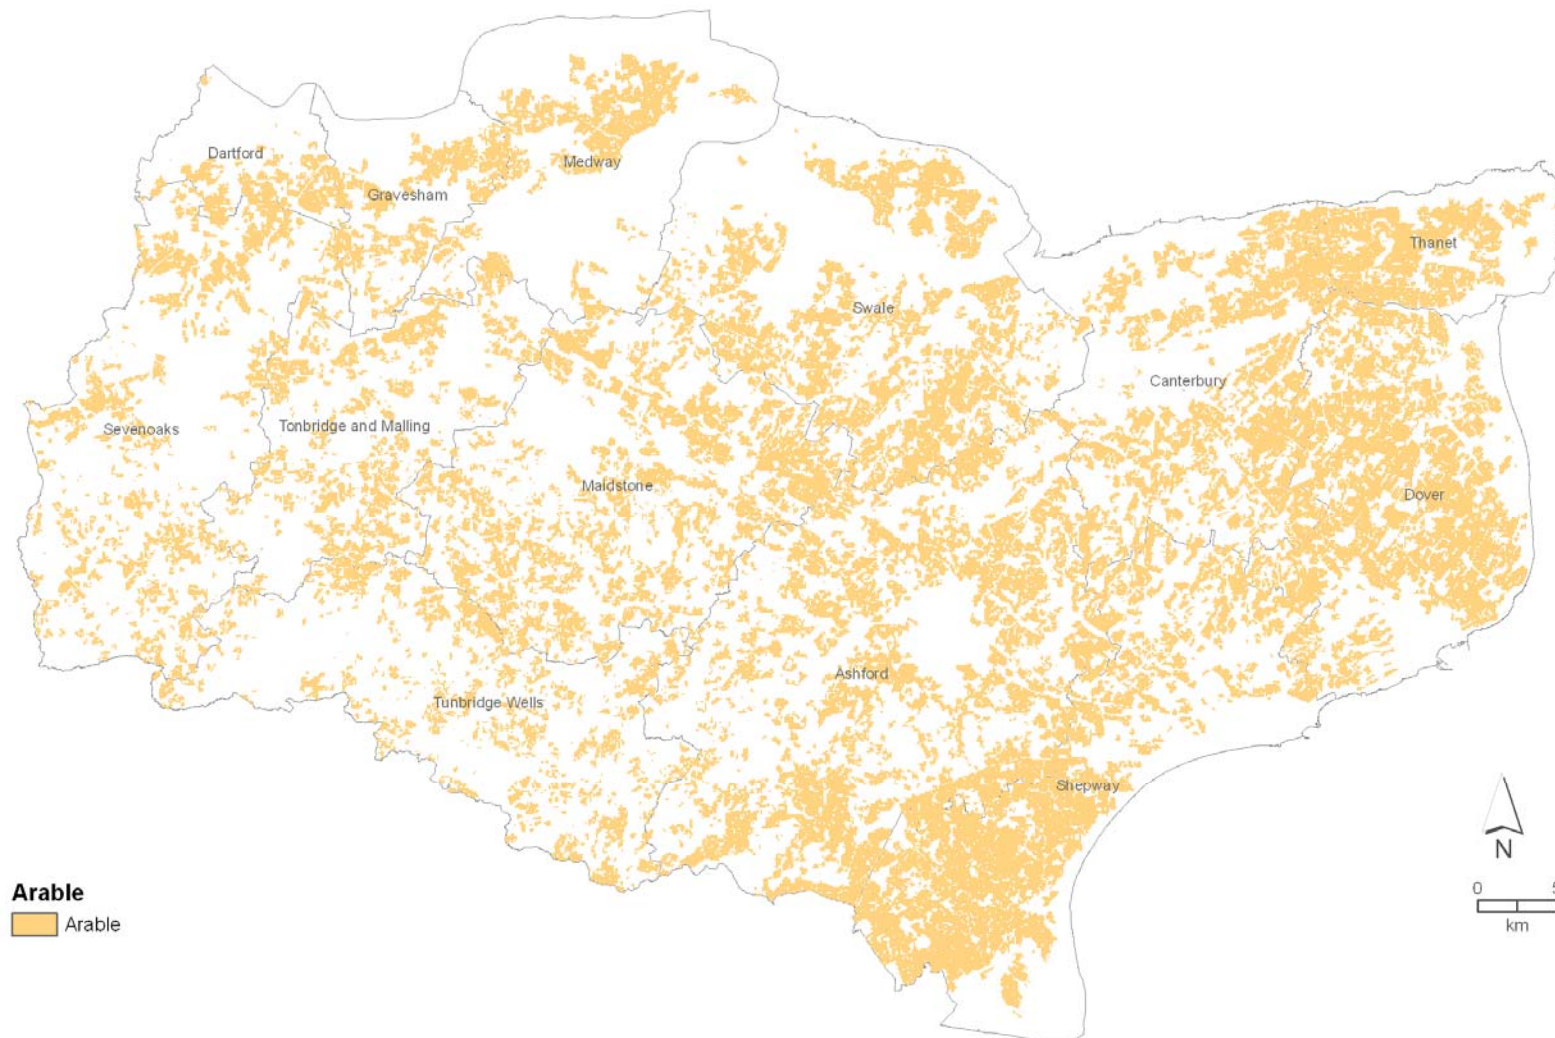 Dartford
Gravesham
Medway
Thanet
Swale
Canterbury
Sevenoaks
Tonbridge and Malling
Maidstone
Dover
Ashford
Tunbridge Wells
Shepway
N
0 5
km
Arable
Arable